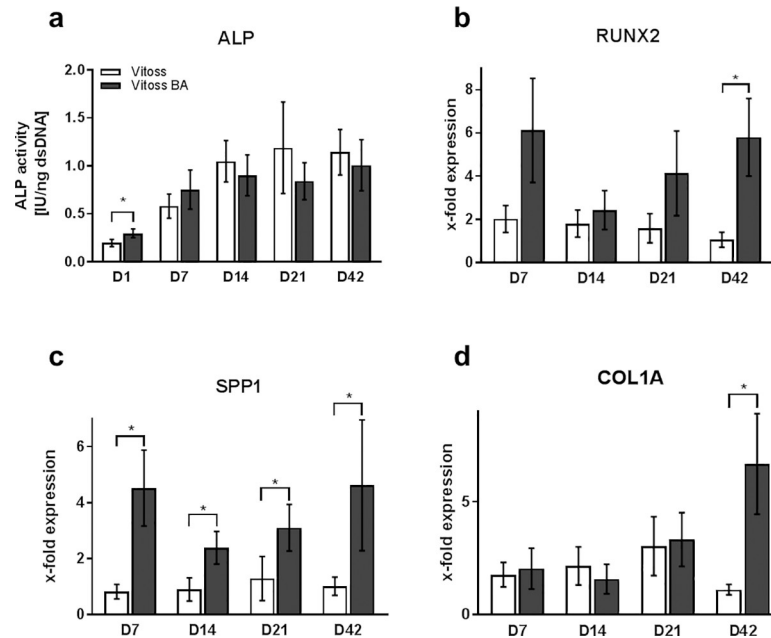 a
ALP
Vitoss
Vitoss BA
ALP activity
[IU/ng dsDNA]
2.0
1.5
1.0
0.5
0.0
*
D1 D7 D14 D21 D42
b
RUNX2
x-fold expression
8
6
4
2
0
*
D7 D14 D21 D42
c
SPP1
x-fold expression
6
4
2
0
* * * *
D7 D14 D21 D42
d
COL1A
x-fold expression
5
0
*
D7 D14 D21 D42